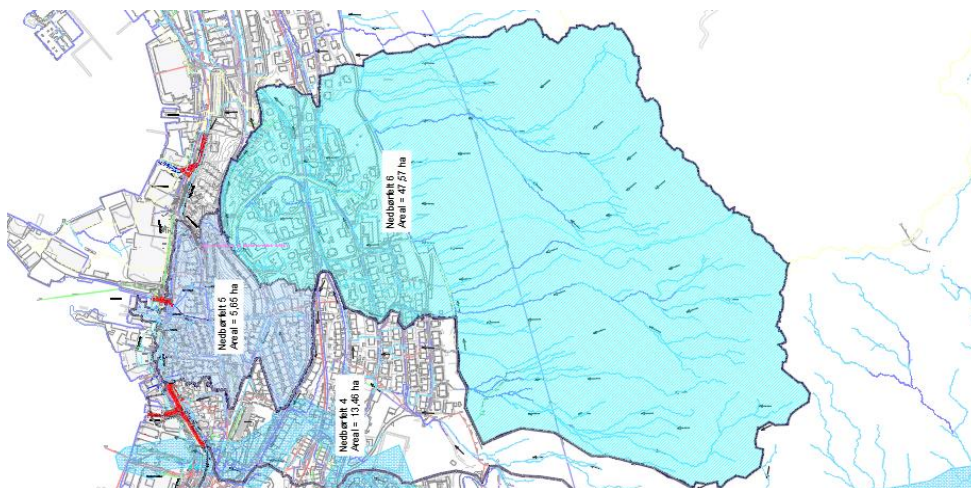 Nedbørfelt 6
Areal = 47,57 ha
Nedbørfelt 5
Areal = 5,65 ha
Nedbørfelt 4
Areal = 13,46 ha